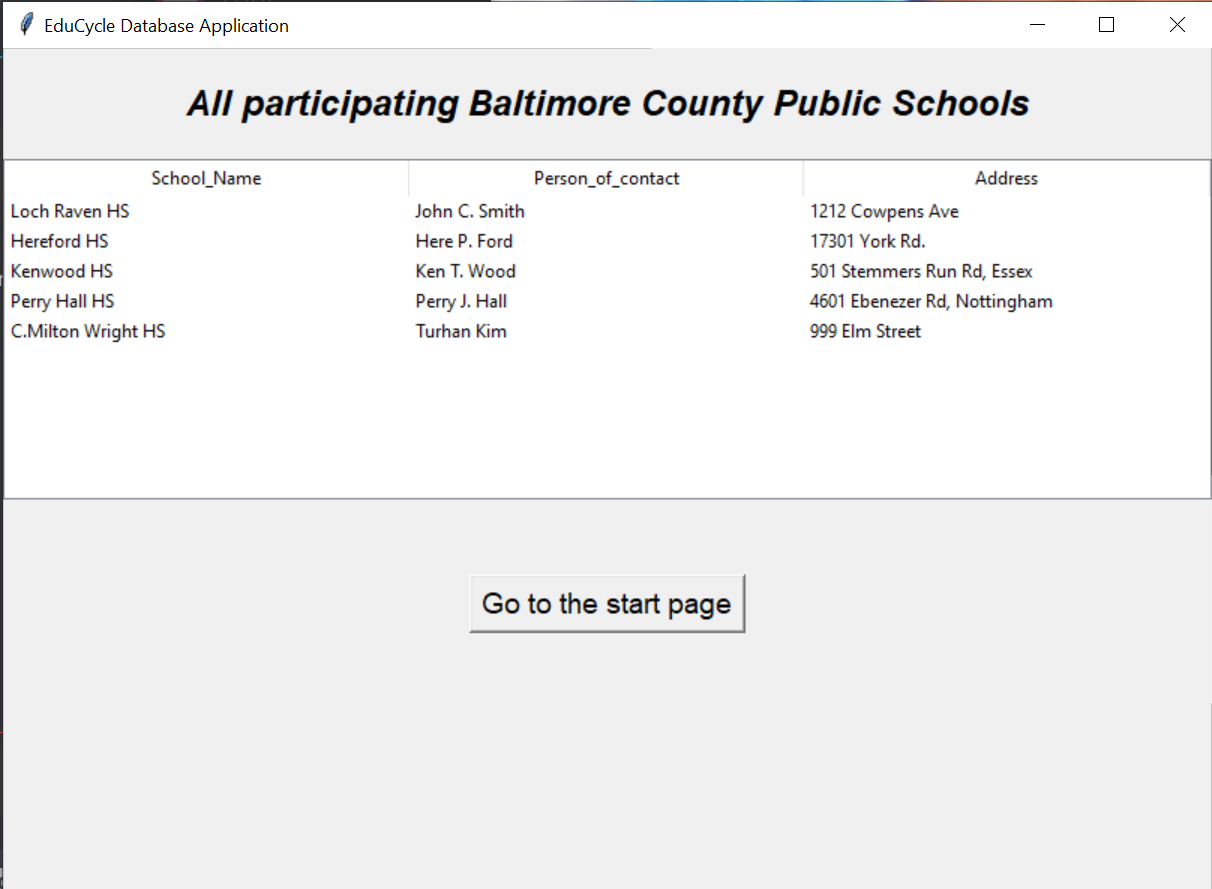 EduCycle Database Application
All participating Baltimore County Public Schools
School_Name Person_of_contact Address
Loch Raven HS John C. Smith 1212 Cowpens Ave
Hereford HS Here P. Ford 17301 York Rd.
Kenwood HS Ken T. Wood 501 Stemmers Run Rd, Essex
Perry Hall HS Perry J. Hall 4601 Ebenezer Rd, Nottingham
C.Milton Wright HS Turhan Kim 999 Elm Street
Go to the start page